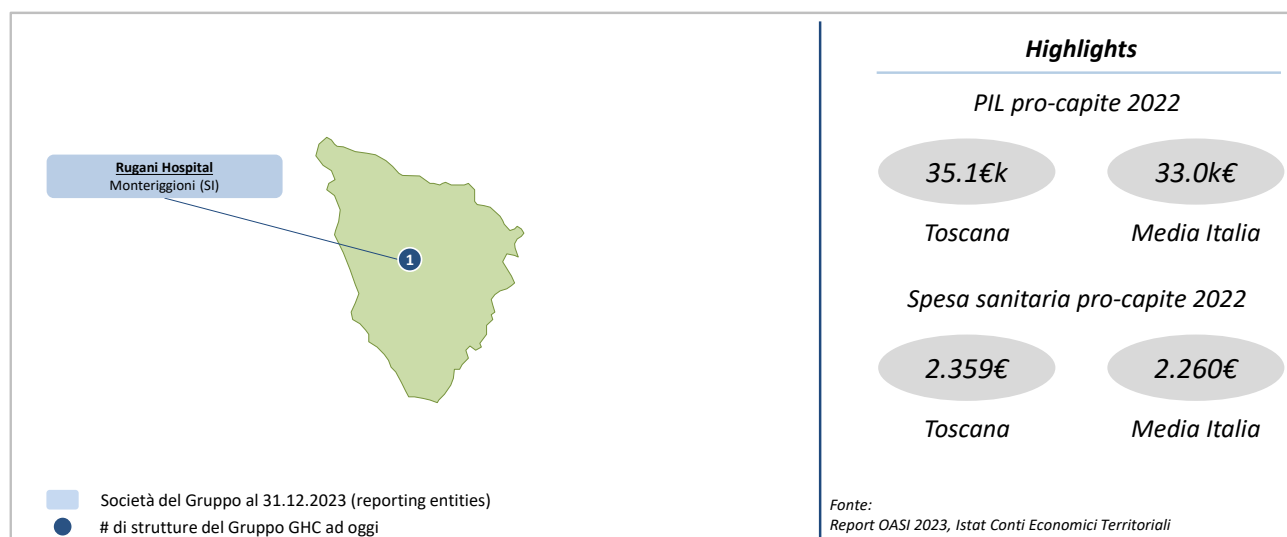 Rugani Hospital
Monteriggioni (SI)
1
Società del Gruppo al 31.12.2023 (reporting entities)
# di strutture del Gruppo GHC ad oggi
Highlights
PIL pro-capite 2022
35.1€k 33.0k€
Toscana Media Italia
Spesa sanitaria pro-capite 2022
2.359€ 2.260€
Toscana Media Italia
Fonte:
Report OASI 2023, Istat Conti Economici Territoriali